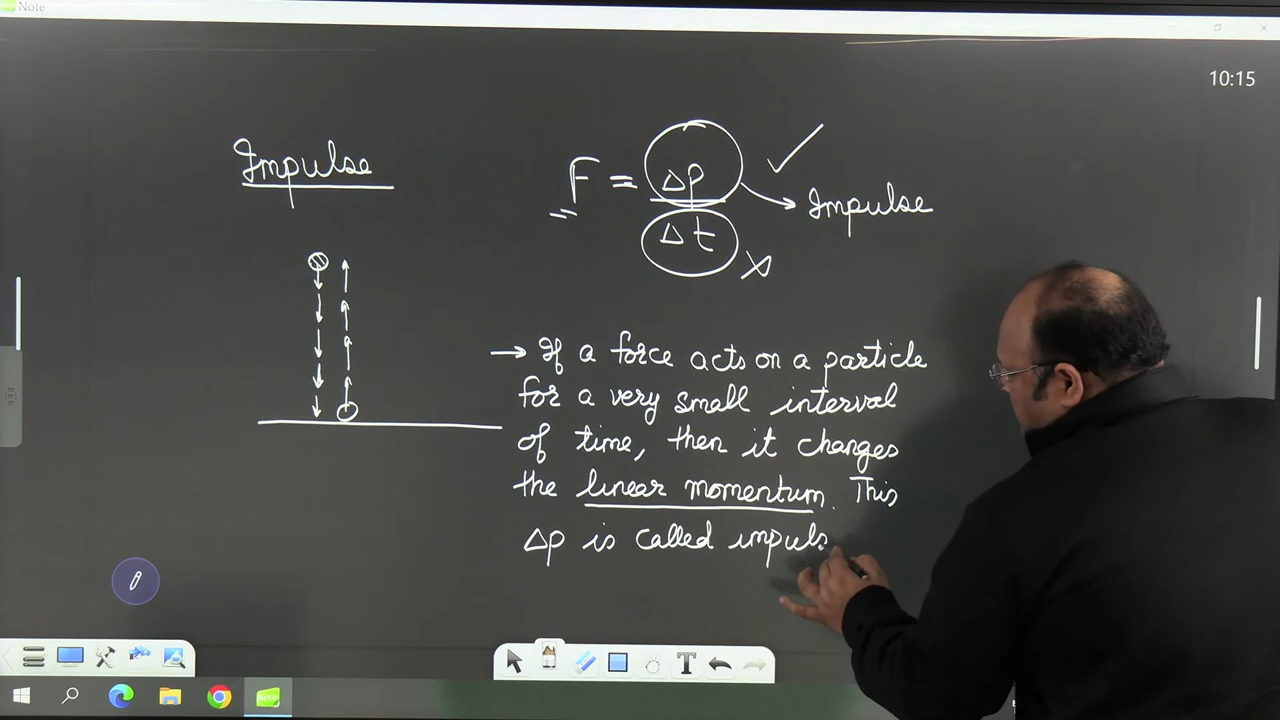 Note
10:15
Impulse
F = Δp
Δt
Impulse
→ If a force acts on a particle
for a very small interval
of time, then it changes
the linear momentum. This
Δp is called impuls
T